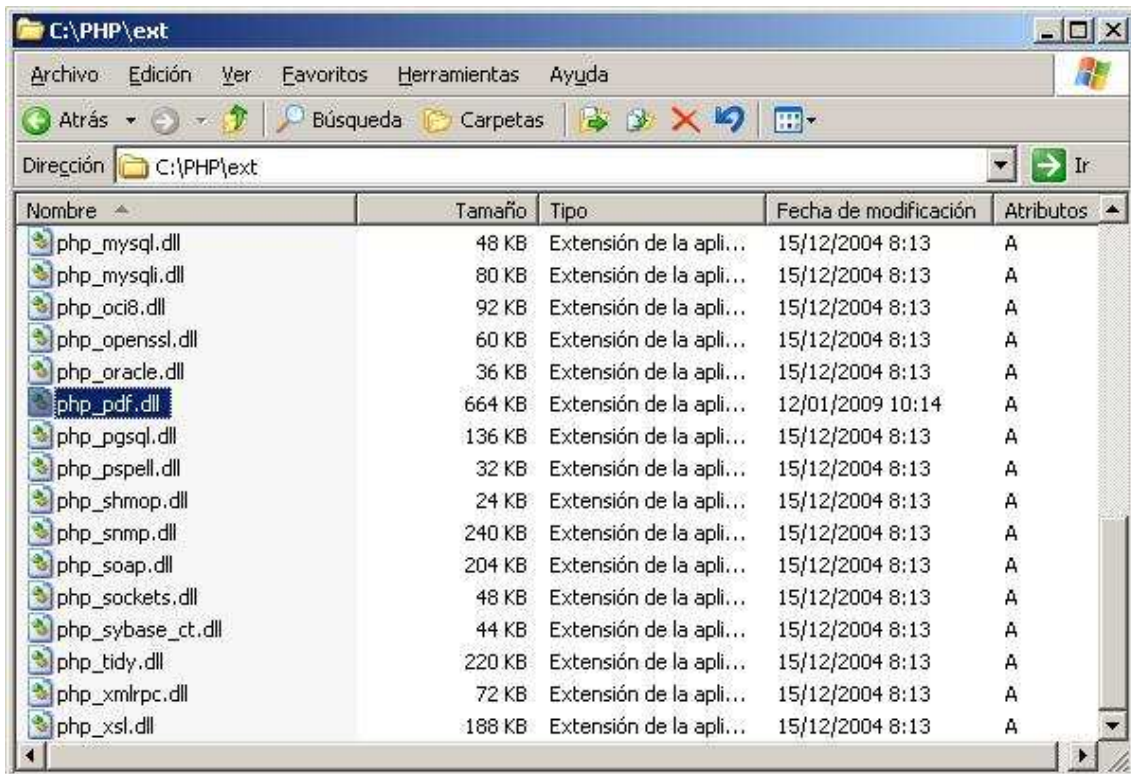 C:\PHP\ext
Archivo Edición Ver Favoritos Herramientas Ayuda
Atrás Búsqueda Carpetas
Dirección C:\PHP\ext Ir
Nombre Tamaño Tipo Fecha de modificación Atributos
php_mysql.dll 48 KB Extensión de la apli... 15/12/2004 8:13 A
php_mysqli.dll 80 KB Extensión de la apli... 15/12/2004 8:13 A
php_oci8.dll 92 KB Extensión de la apli... 15/12/2004 8:13 A
php_openssl.dll 60 KB Extensión de la apli... 15/12/2004 8:13 A
php_oracle.dll 36 KB Extensión de la apli... 15/12/2004 8:13 A
php_pdf.dll 664 KB Extensión de la apli... 12/01/2009 10:14 A
php_pgsql.dll 136 KB Extensión de la apli... 15/12/2004 8:13 A
php_pspell.dll 32 KB Extensión de la apli... 15/12/2004 8:13 A
php_shmop.dll 24 KB Extensión de la apli... 15/12/2004 8:13 A
php_snmp.dll 240 KB Extensión de la apli... 15/12/2004 8:13 A
php_soap.dll 204 KB Extensión de la apli... 15/12/2004 8:13 A
php_sockets.dll 48 KB Extensión de la apli... 15/12/2004 8:13 A
php_sybase_ct.dll 44 KB Extensión de la apli... 15/12/2004 8:13 A
php_tidy.dll 220 KB Extensión de la apli... 15/12/2004 8:13 A
php_xmlrpc.dll 72 KB Extensión de la apli... 15/12/2004 8:13 A
php_xsl.dll 188 KB Extensión de la apli... 15/12/2004 8:13 A